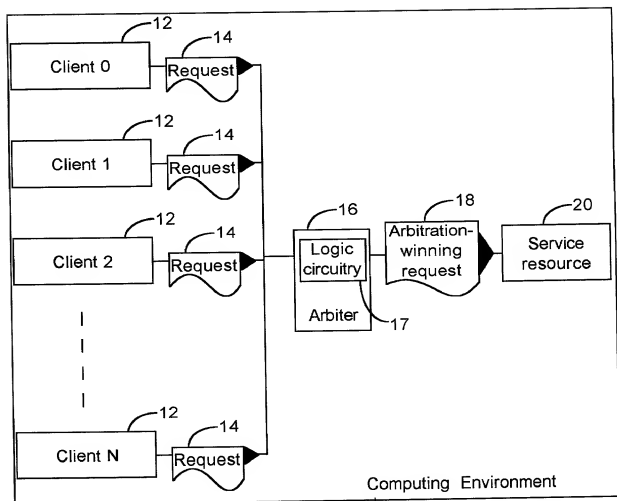 12
14
Client 0
Request
12
14
Client 1
Request
12
14
Client 2
Request
16
Logic
circuitry
17
Arbiter
18
Arbitration-
winning
request
20
Service
resource
12
14
Client N
Request
Computing Environment